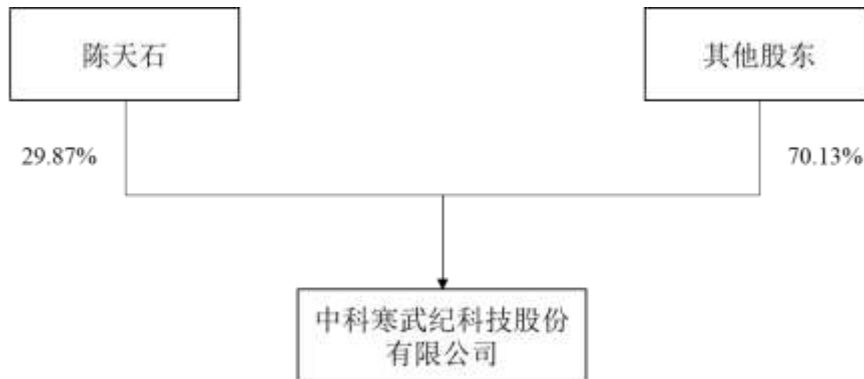 陈天石
其他股东
29.87%
70.13%
中科寒武纪科技股份
有限公司